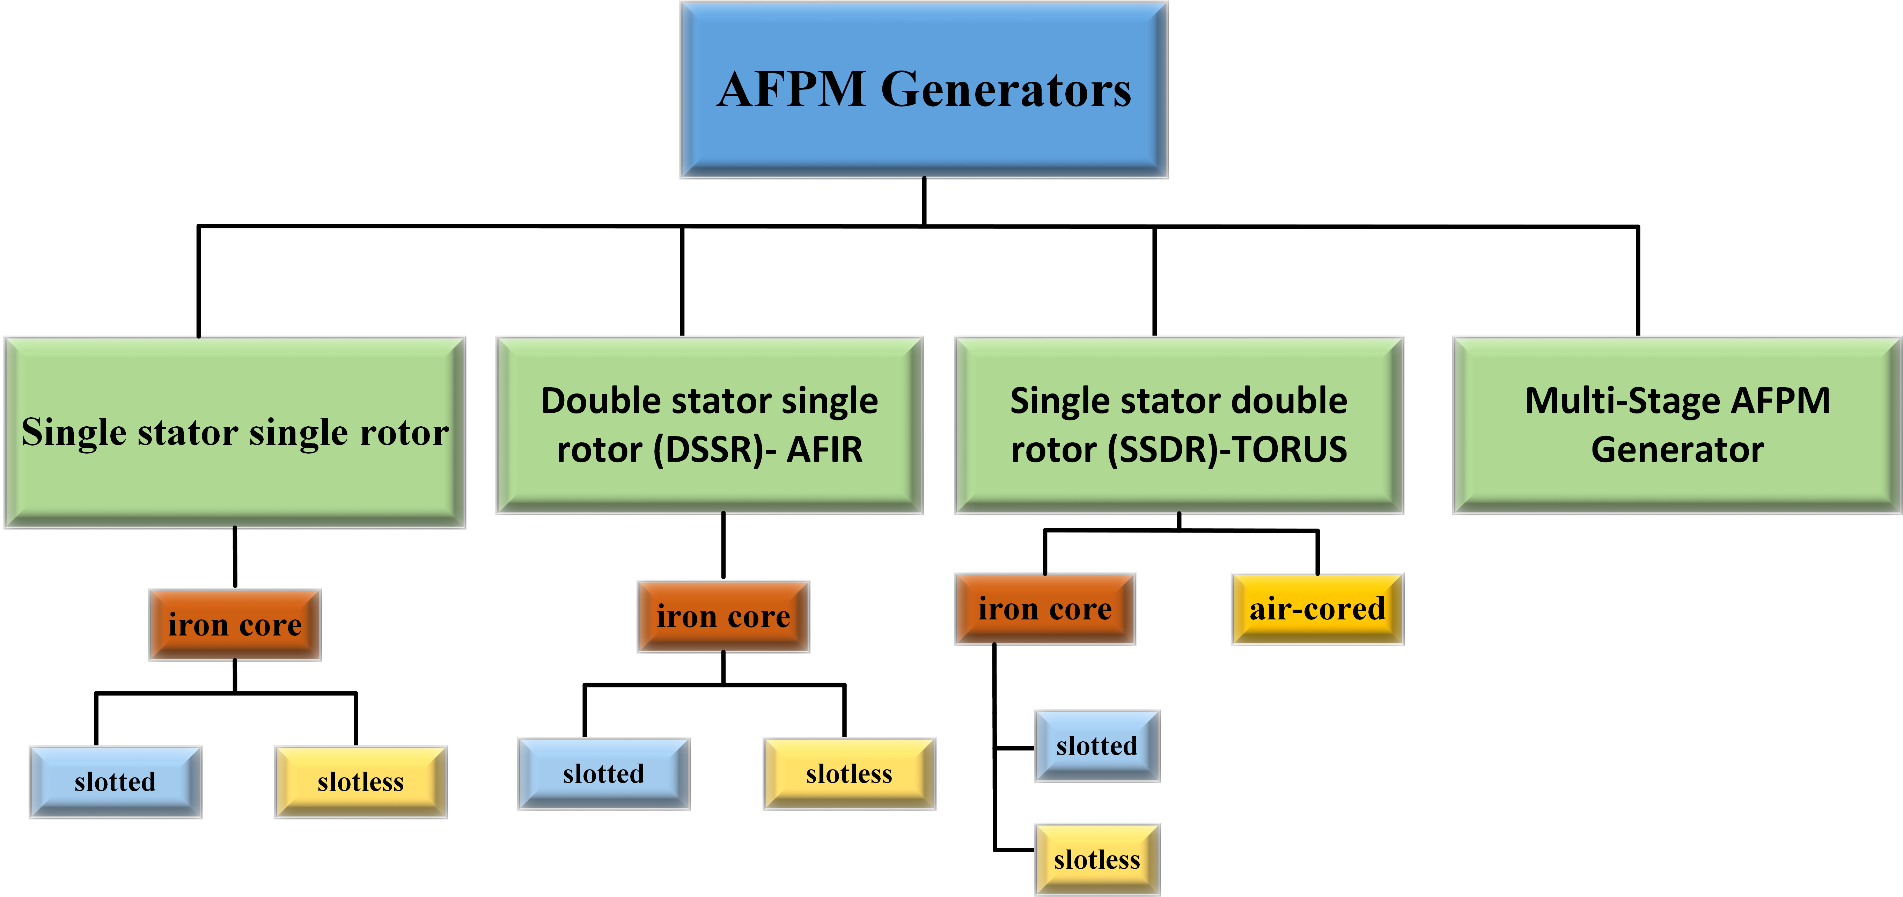 AFPM Generators
Single stator single rotor
Double stator single
rotor (DSSR)- AFIR
Single stator double
rotor (SSDR)-TORUS
Multi-Stage AFPM
Generator
iron core
iron core
iron core
air-cored
slotted
slotless
slotted
slotless
slotted
slotless